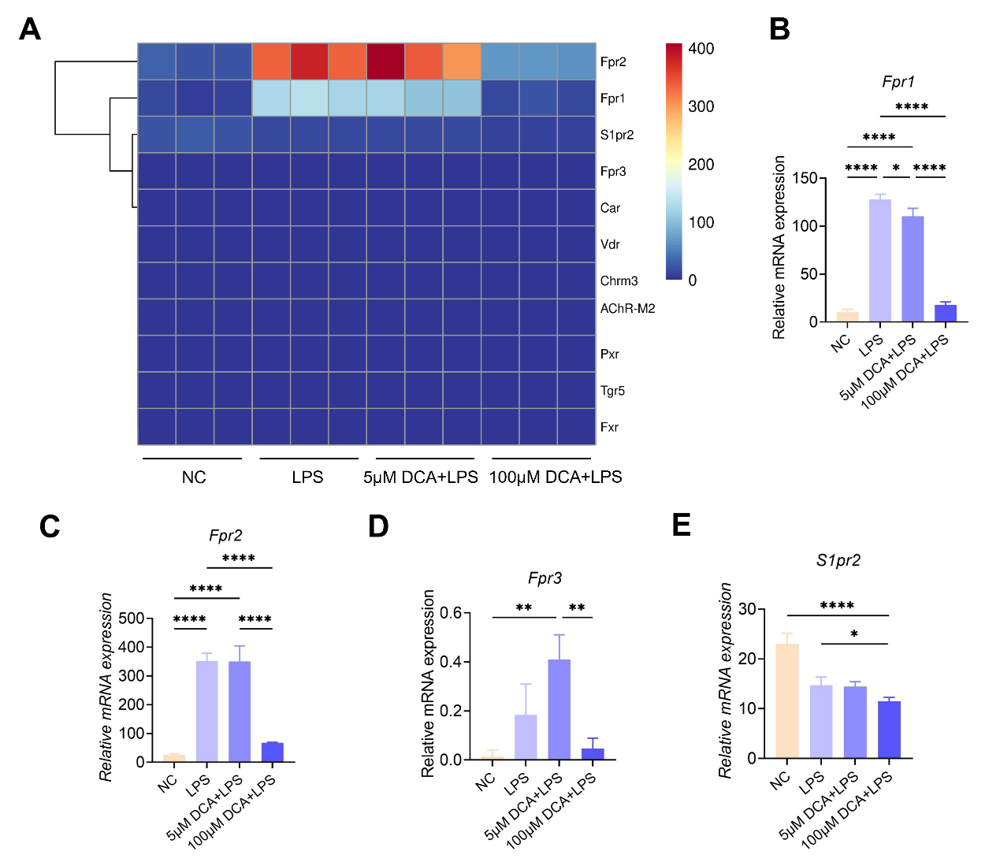 A
Fpr2
Fpr1
S1pr2
Fpr3
Car
Vdr
Chrm3
AChR-M2
Pxr
Tgr5
Fxr
400
300
200
100
0
NC LPS 5µM DCA+LPS 100µM DCA+LPS
B
Fpr1
****
****
**** * ****
Relative mRNA expression
150
100
50
0
NC
LPS
5µM DCA+LPS
100µM DCA+LPS
C
Fpr2
****
****
**** ****
Relative mRNA expression
500
400
300
200
100
0
NC
LPS
5µM DCA+LPS
100µM DCA+LPS
D
Fpr3
** **
Relative mRNA expression
0.6
0.4
0.2
0.0
NC
LPS
5µM DCA+LPS
100µM DCA+LPS
E
S1pr2
****
*
Relative mRNA expression
30
20
10
0
NC
LPS
5µM DCA+LPS
100µM DCA+LPS